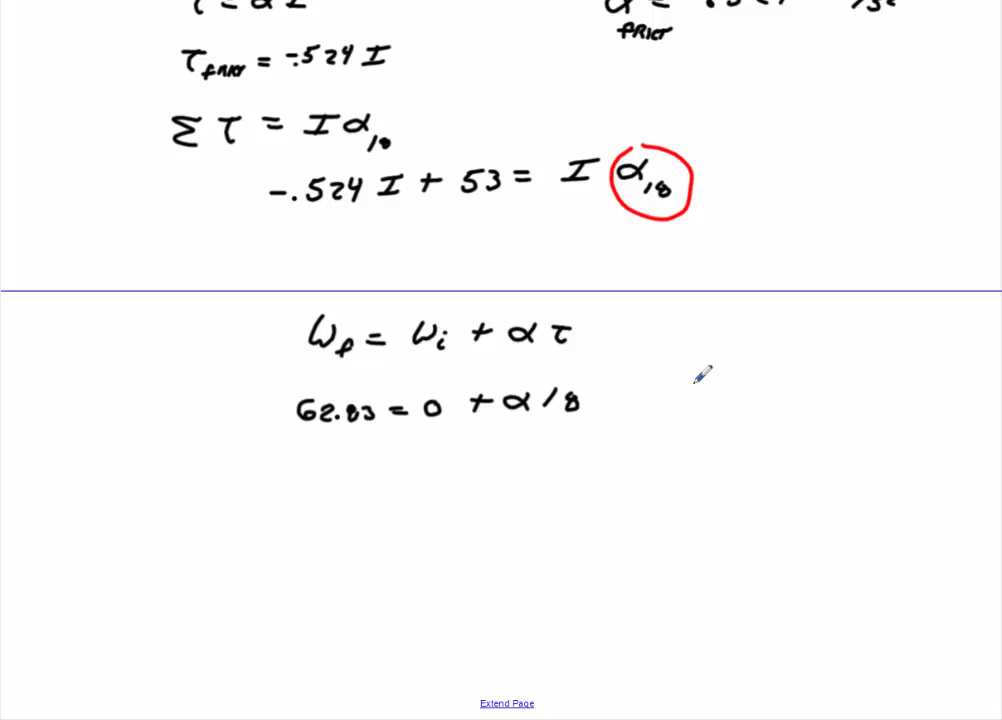 τ_FRICT = -.524 I
Σ τ = I α_18
-.524 I + 53 = I α_18
ω_f = ω_i + α τ
62.83 = 0 + α 18
Extend Page